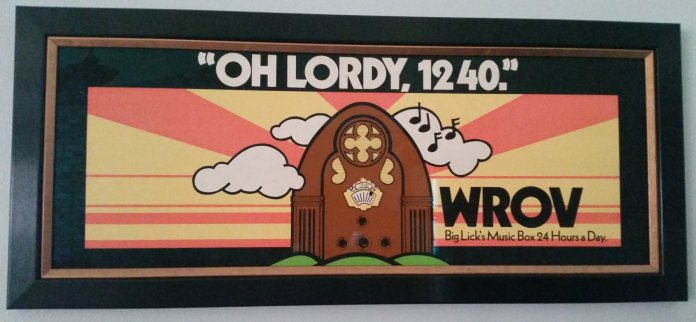 "OH LORDY, 1240."
WROV
Big Lick's Music Box 24 Hours a Day.